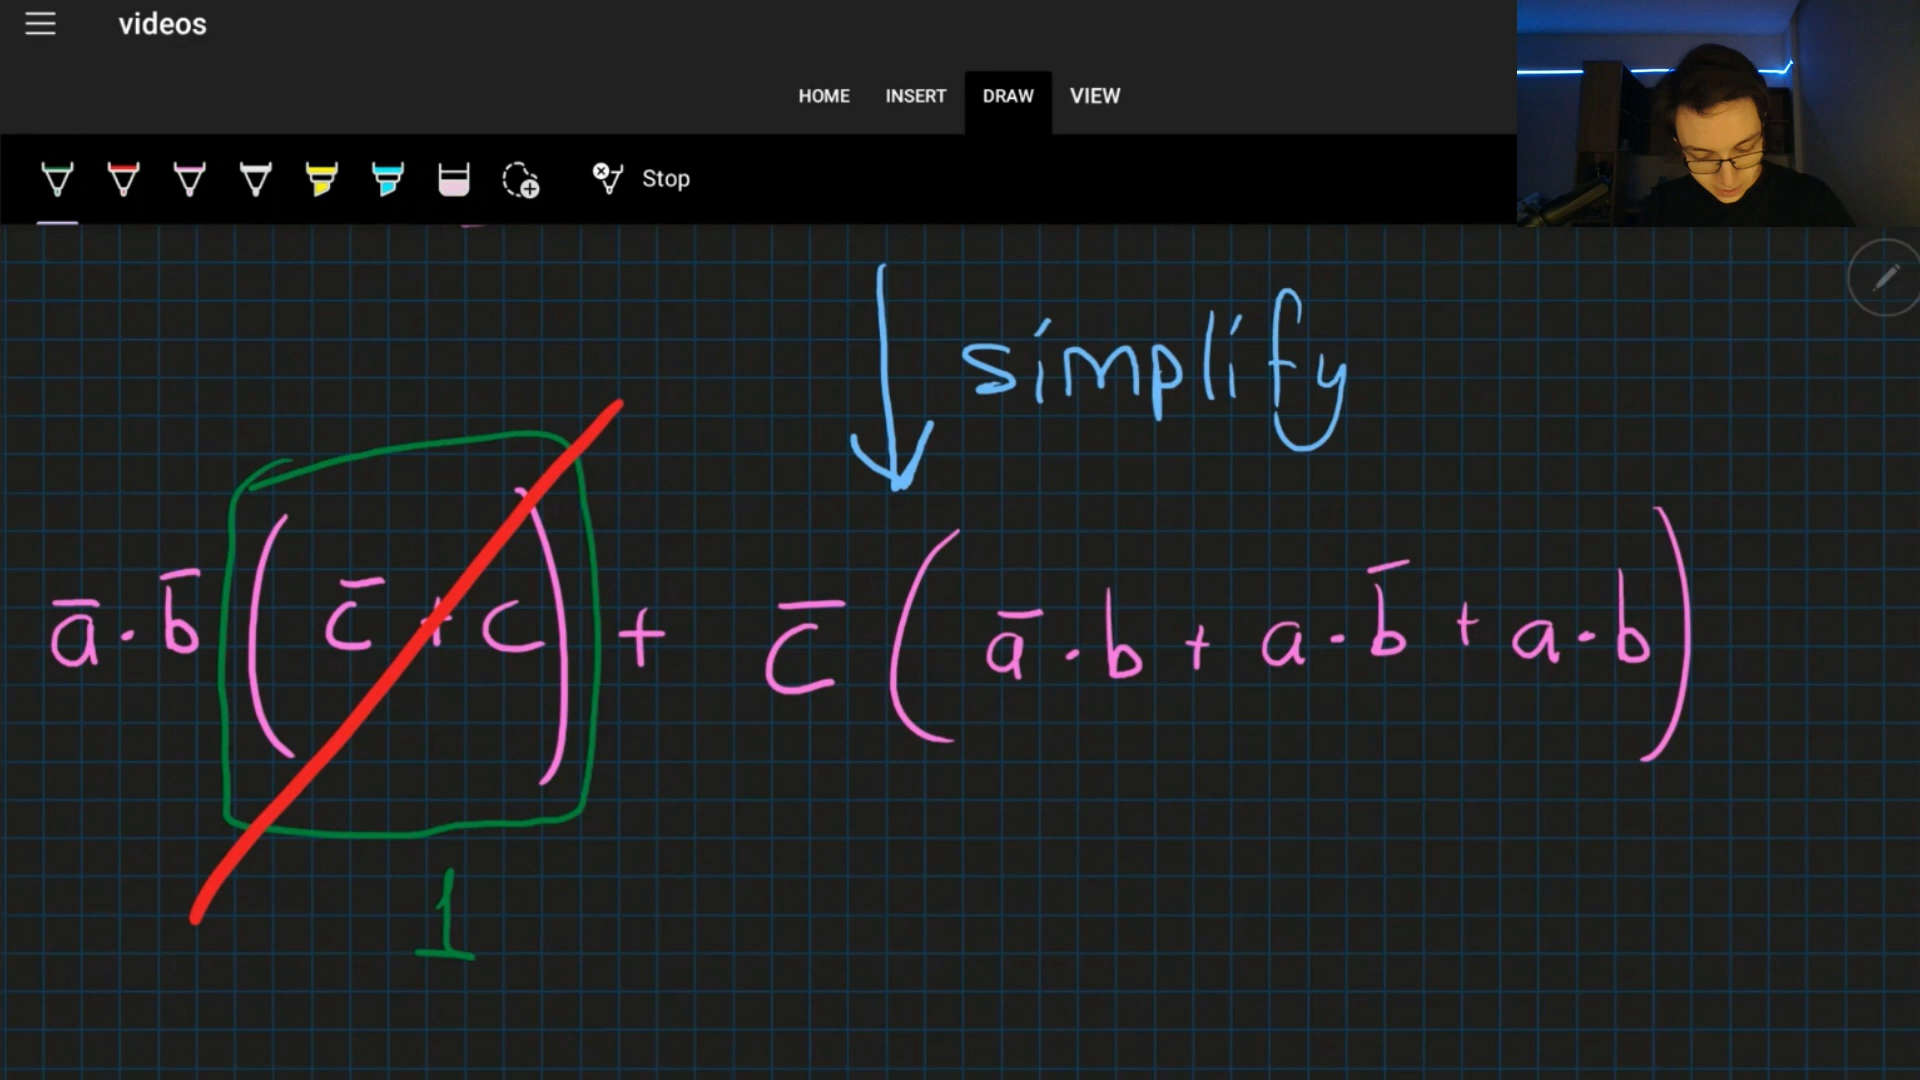 videos
HOME INSERT DRAW VIEW
Stop
simplify
a̅·b̅(c̅+c) + c̅(a̅·b+a·b̅+a·b)
1